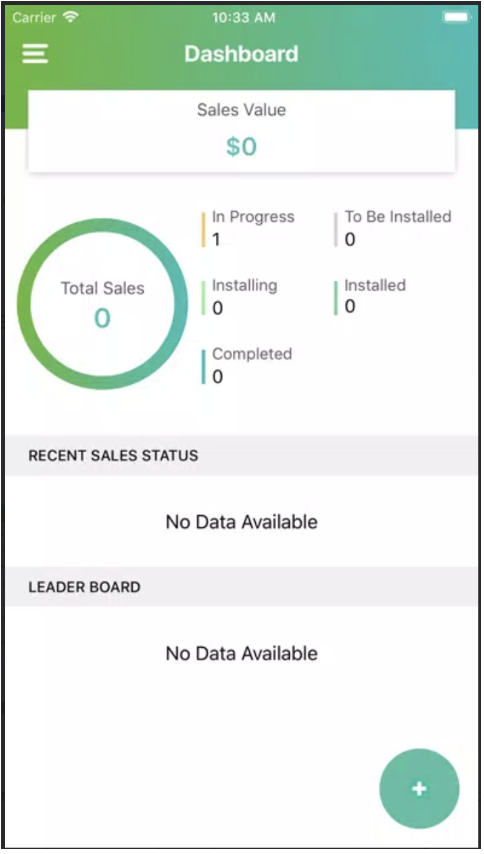 Carrier 10:33 AM
Dashboard
Sales Value
$0
Total Sales
0
In Progress
1
To Be Installed
0
Installing
0
Installed
0
Completed
0
RECENT SALES STATUS
No Data Available
LEADER BOARD
No Data Available
+